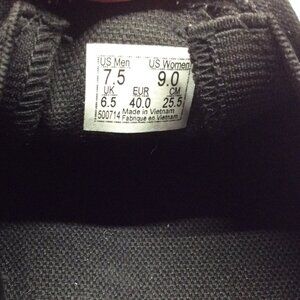 US Men US Women
7.5 9.0
UK EUR CM
6.5 40.0 25.5
500714 Made in Vietnam
Fabriqué en Vietnam